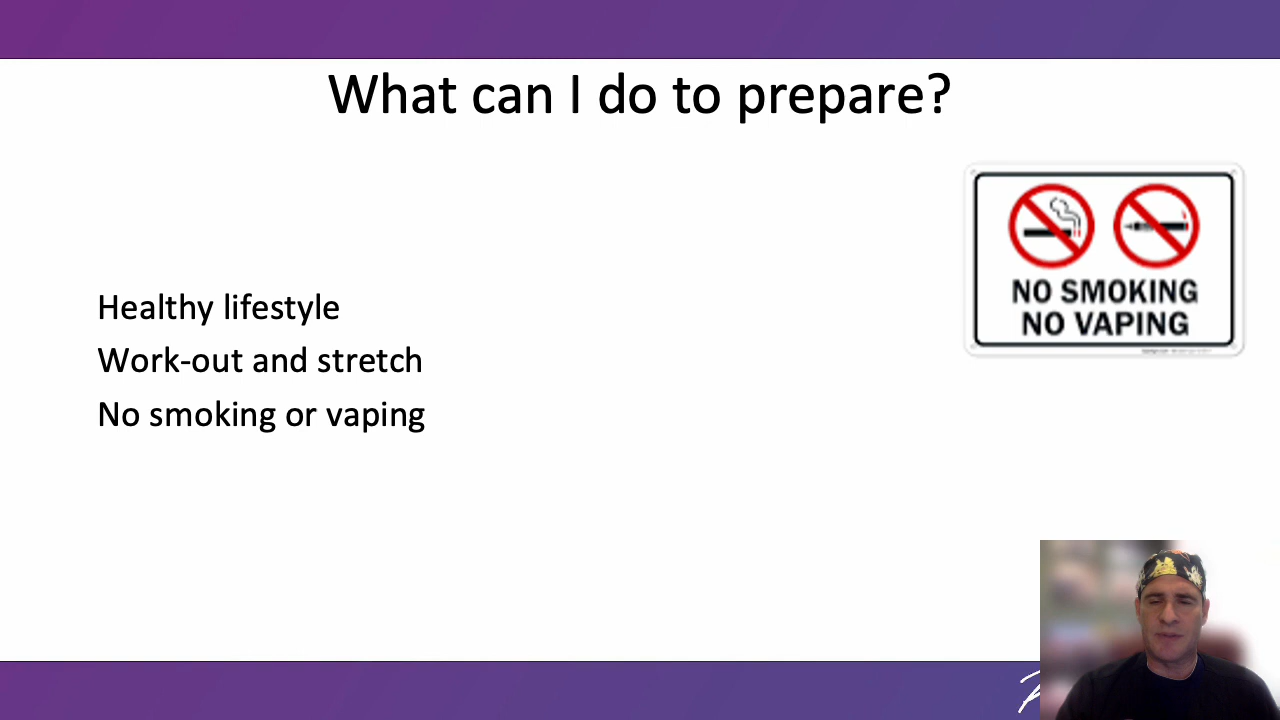 What can I do to prepare?
NO SMOKING
NO VAPING
Healthy lifestyle
Work-out and stretch
No smoking or vaping